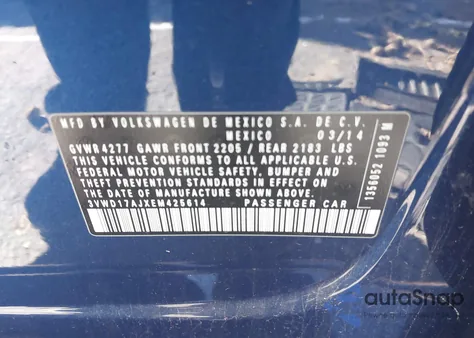 MFD BY VOLKSWAGEN DE MEXICO S.A. DE C.V.
MEXICO 03/14
GVWR 4277 GAWR FRONT 2205 / REAR 2183 LBS
THIS VEHICLE CONFORMS TO ALL APPLICABLE U.S.
FEDERAL MOTOR VEHICLE SAFETY, BUMPER AND
THEFT PREVENTION STANDARDS IN EFFECT ON THE
DATE OF MANUFACTURE SHOWN ABOVE
3VWD17AJXEM425614 PASSENGER CAR
1356052 1093 M
autoSnap